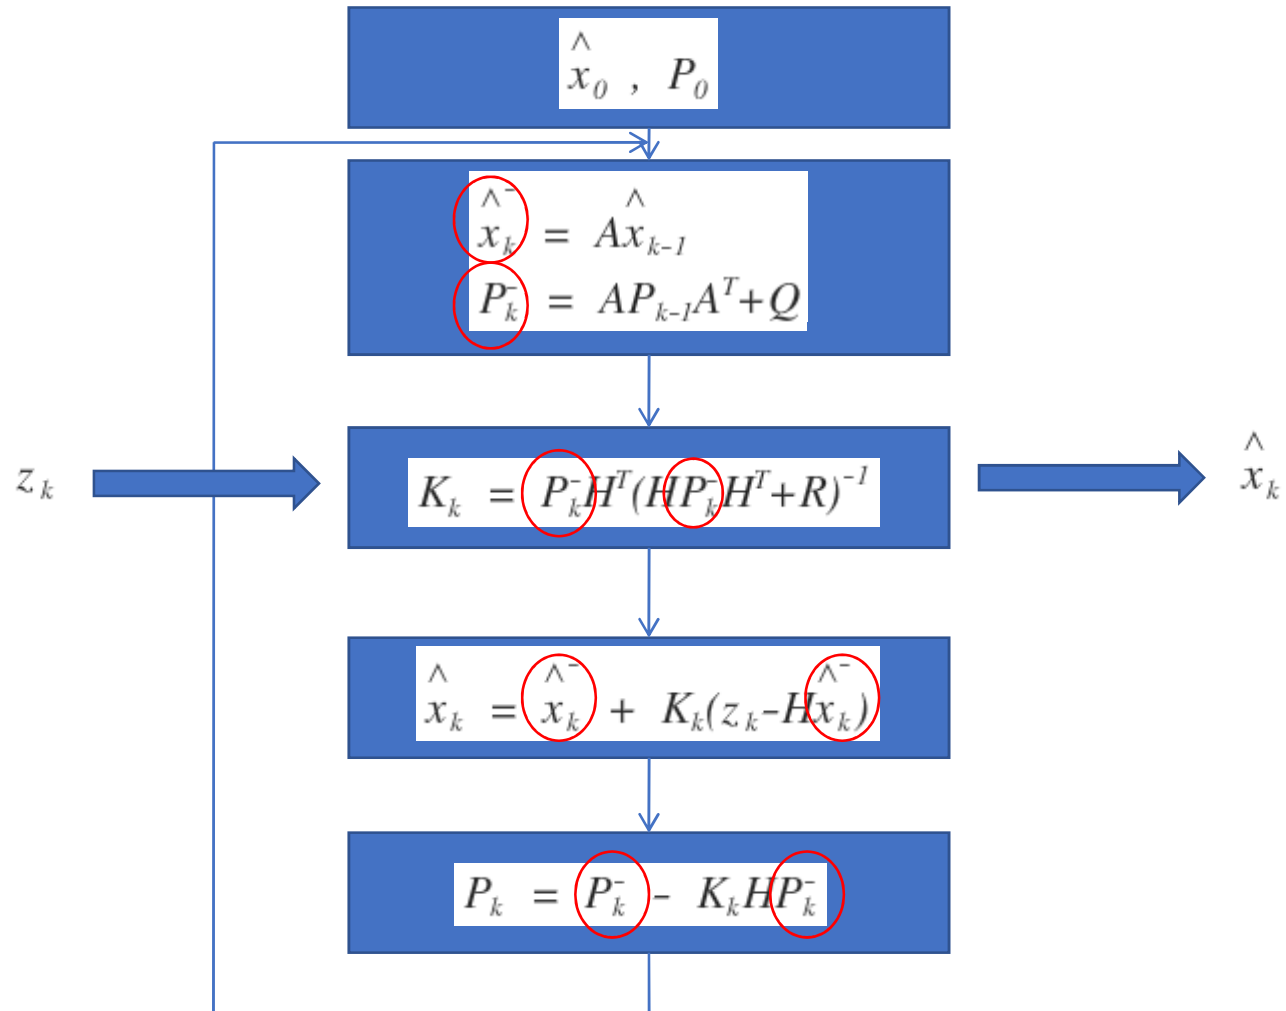 x̂₀ , P₀
x̂ₖ⁻ = Ax̂ₖ₋₁
Pₖ⁻ = APₖ₋₁Aᵀ+Q
zₖ
Kₖ = Pₖ⁻Hᵀ(HPₖ⁻Hᵀ+R)⁻¹
x̂ₖ
x̂ₖ = x̂ₖ⁻ + Kₖ(zₖ-Hx̂ₖ⁻)
Pₖ = Pₖ⁻ - KₖHPₖ⁻